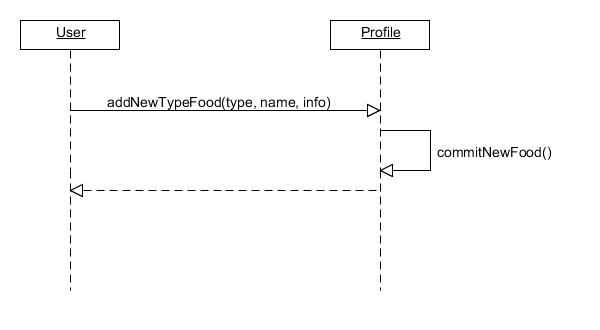 User
Profile
addNewTypeFood(type, name, info)
commitNewFood()